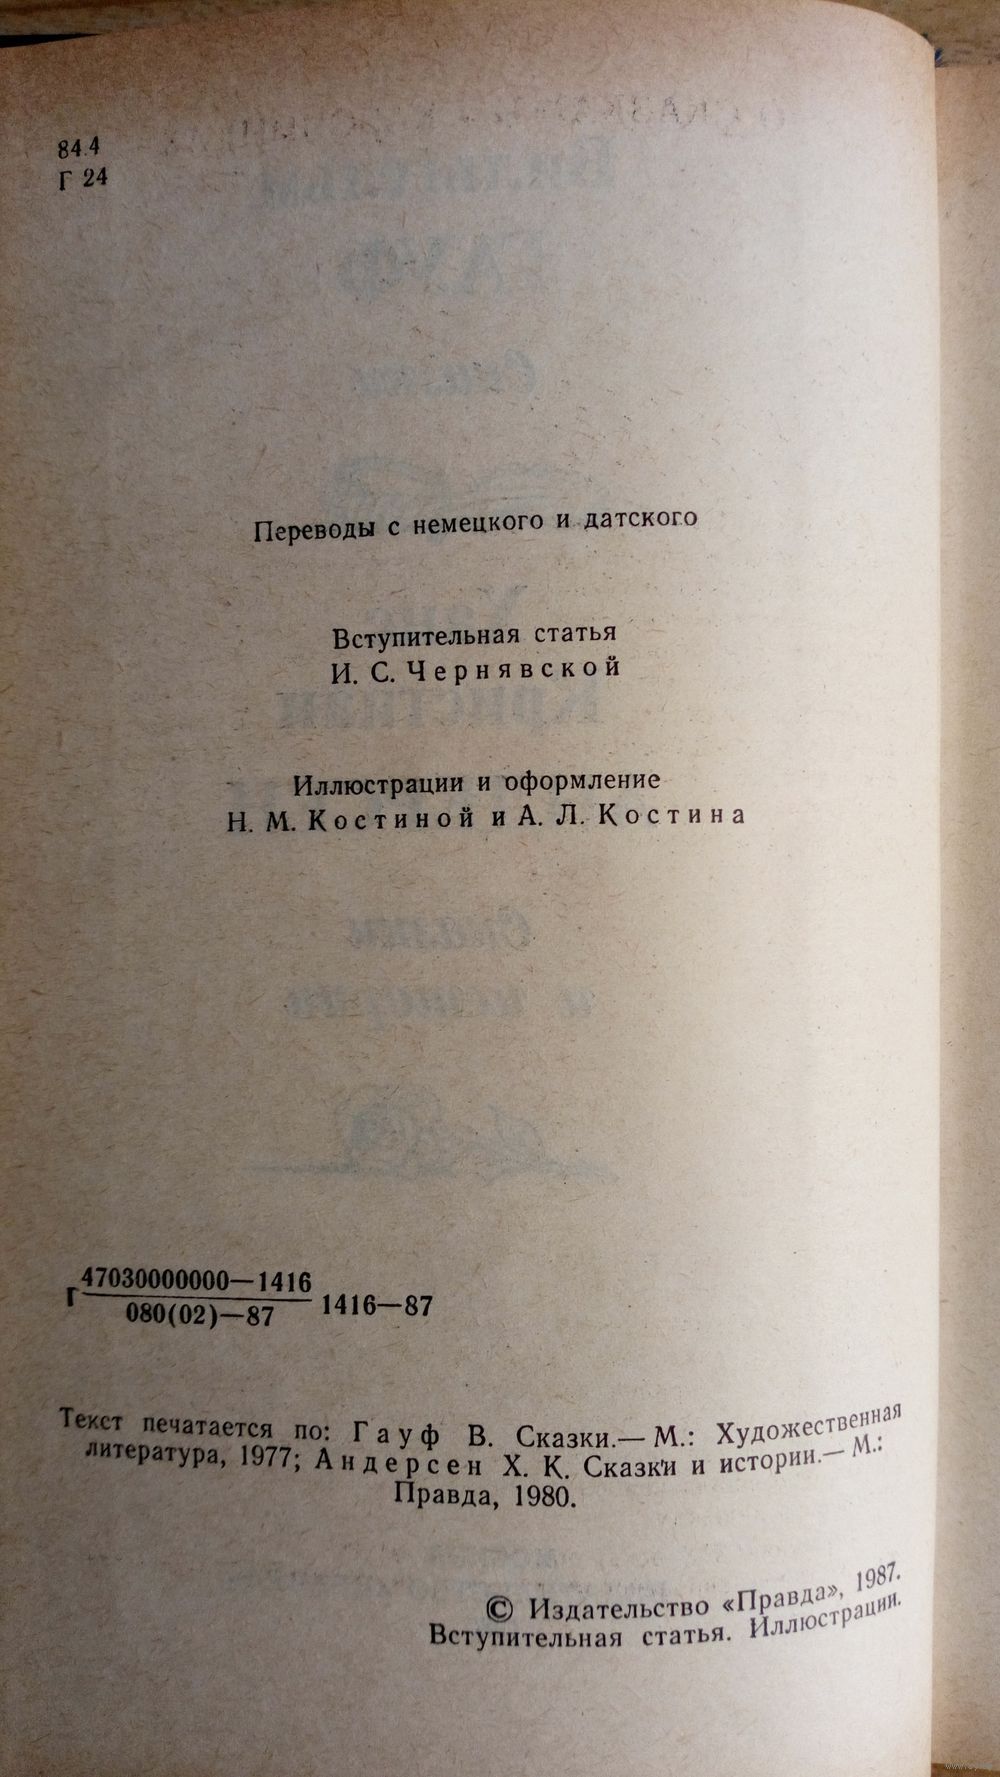 84.4
Г 24
Переводы с немецкого и датского
Вступительная статья
И. С. Чернявской
Иллюстрации и оформление
Н. М. Костиной и А. Л. Костина
Г 47030000000—1416
080(02)—87 1416—87
Текст печатается по: Гауф В. Сказки.— М.: Художественная
литература, 1977; Андерсен Х. К. Сказки и истории.— М.:
Правда, 1980.
© Издательство «Правда», 1987.
Вступительная статья. Иллюстрации.